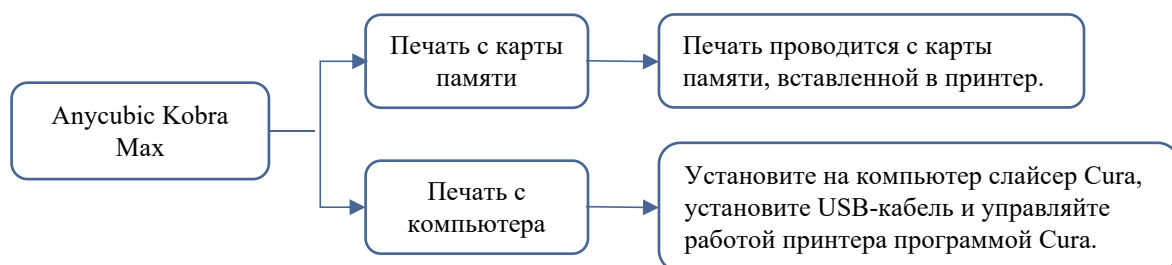 Anycubic Kobra
Max
Печать с карты
памяти
Печать проводится с карты
памяти, вставленной в принтер.
Печать с
компьютера
Установите на компьютер слайсер Cura,
установите USB-кабель и управляйте
работой принтера программой Cura.